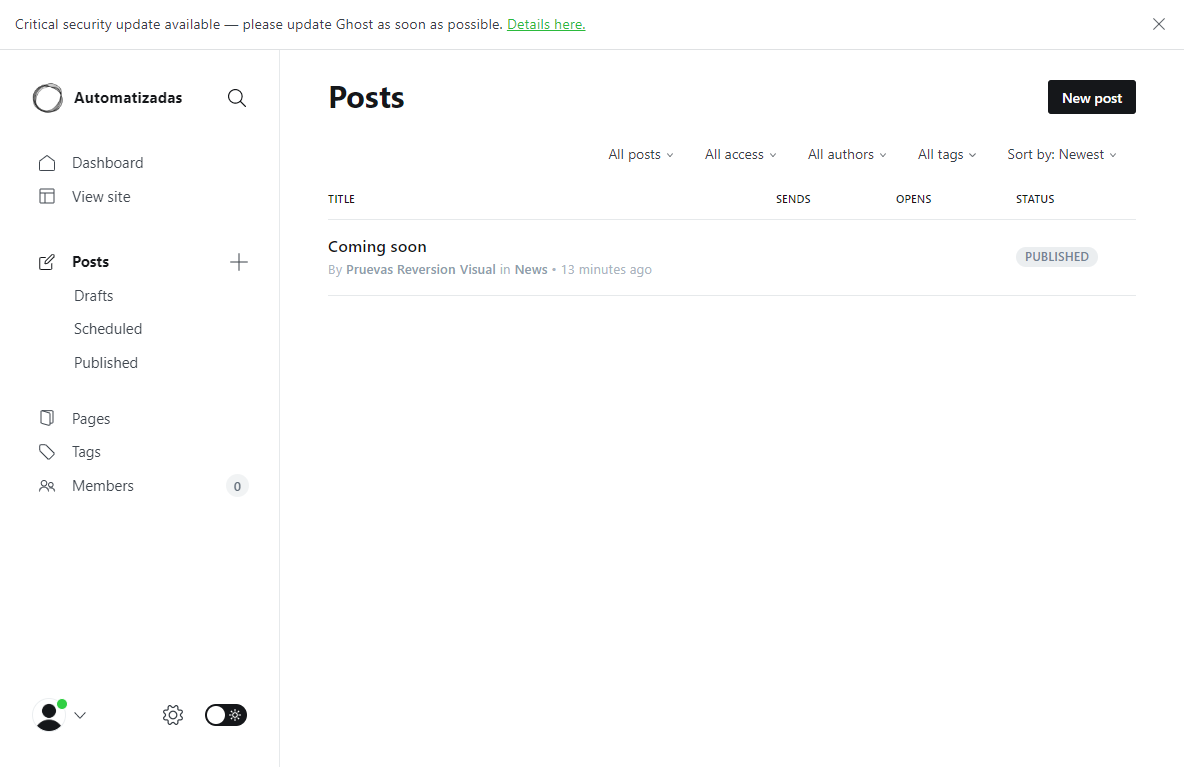 Critical security update available — please update Ghost as soon as possible. Details here.
Automatizadas
Dashboard
View site
Posts
Drafts
Scheduled
Published
Pages
Tags
Members 0
Posts
New post
All posts All access All authors All tags Sort by: Newest
TITLE SENDS OPENS STATUS
Coming soon
By Pruevas Reversion Visual in News • 13 minutes ago
PUBLISHED